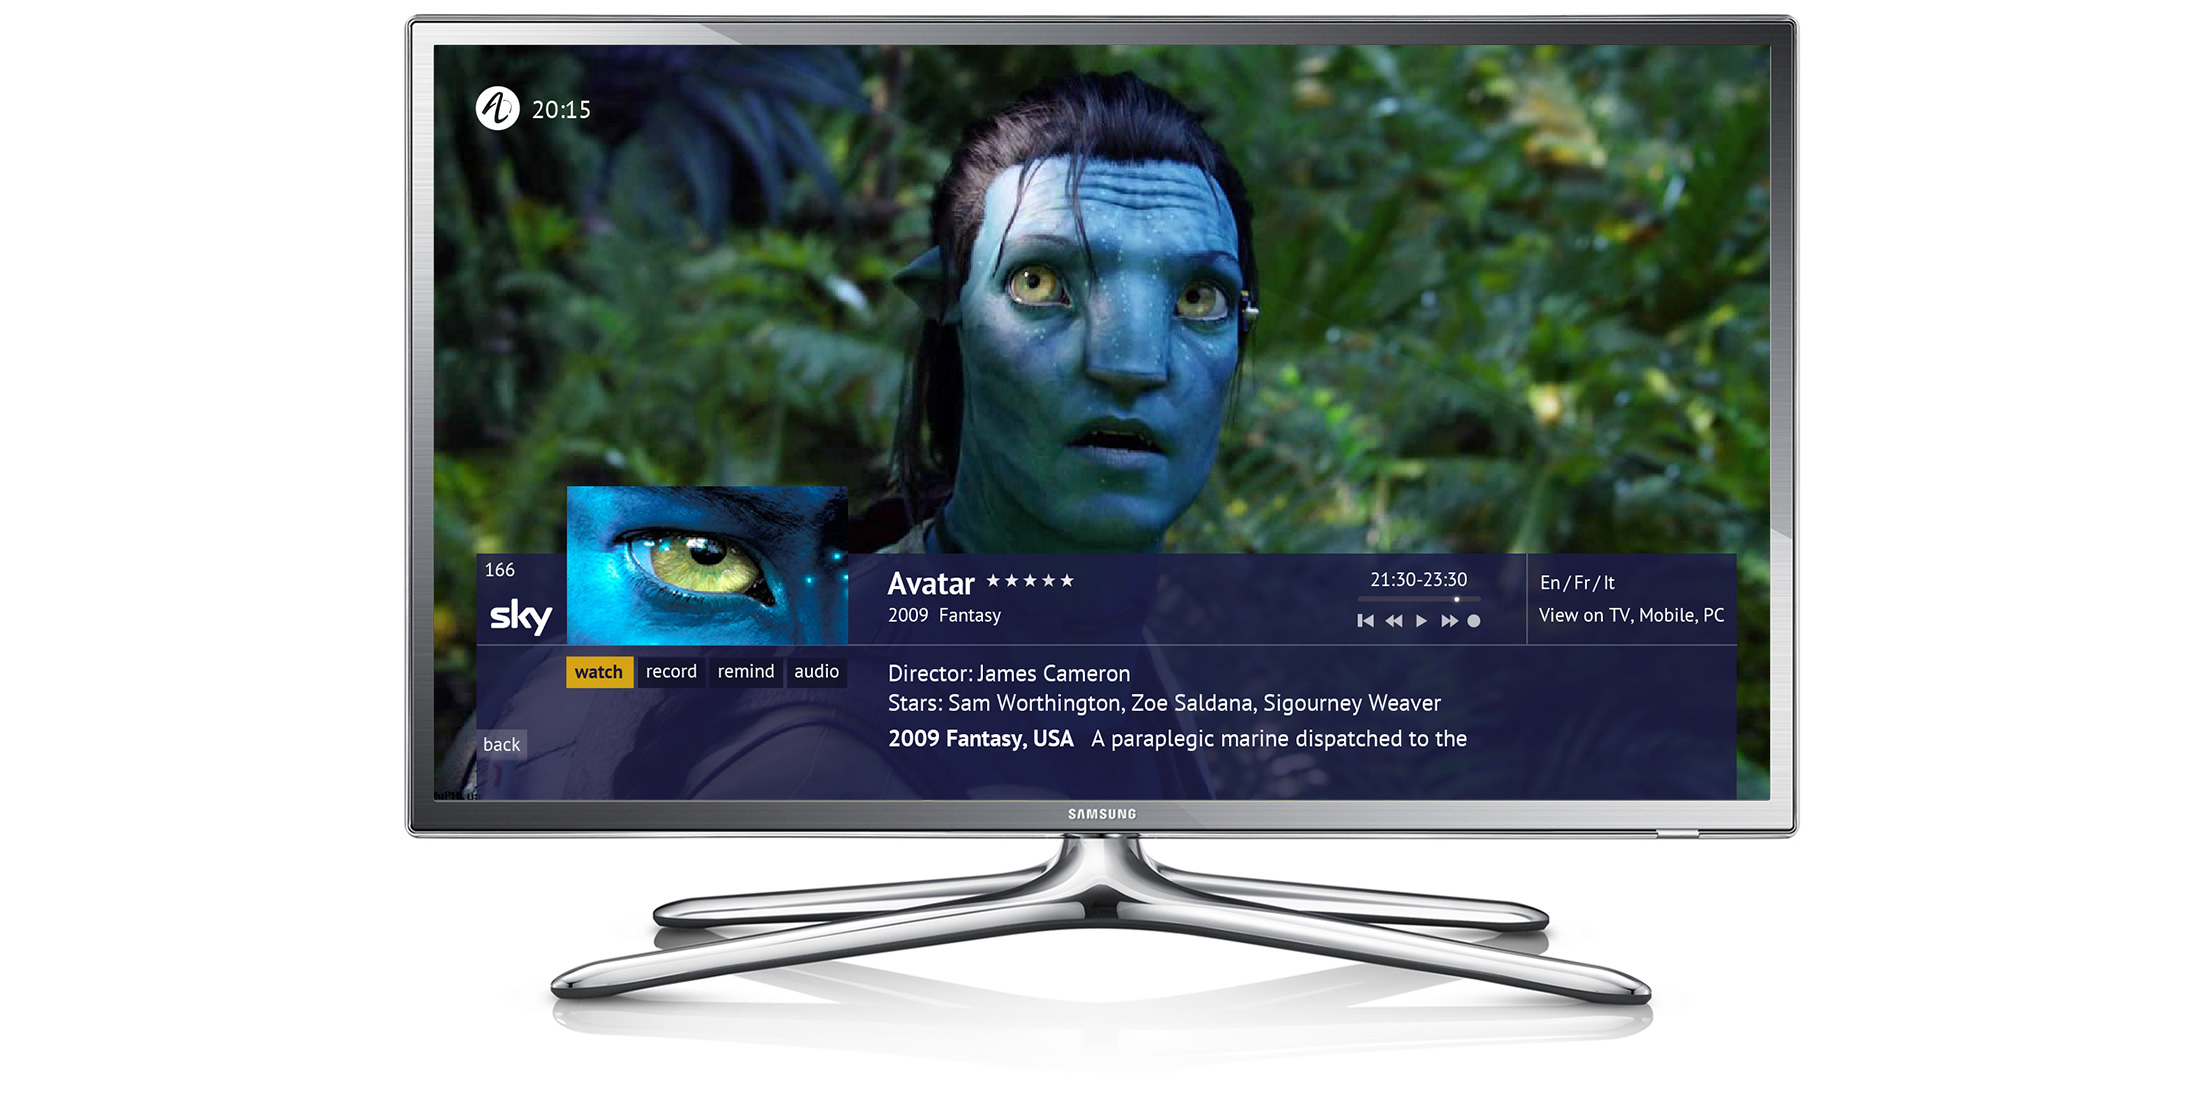 20:15
166
sky
Avatar ★★★★★
2009 Fantasy
21:30-23:30
En / Fr / It
View on TV, Mobile, PC
watch record remind audio
Director: James Cameron
Stars: Sam Worthington, Zoe Saldana, Sigourney Weaver
2009 Fantasy, USA A paraplegic marine dispatched to the
back
SAMSUNG